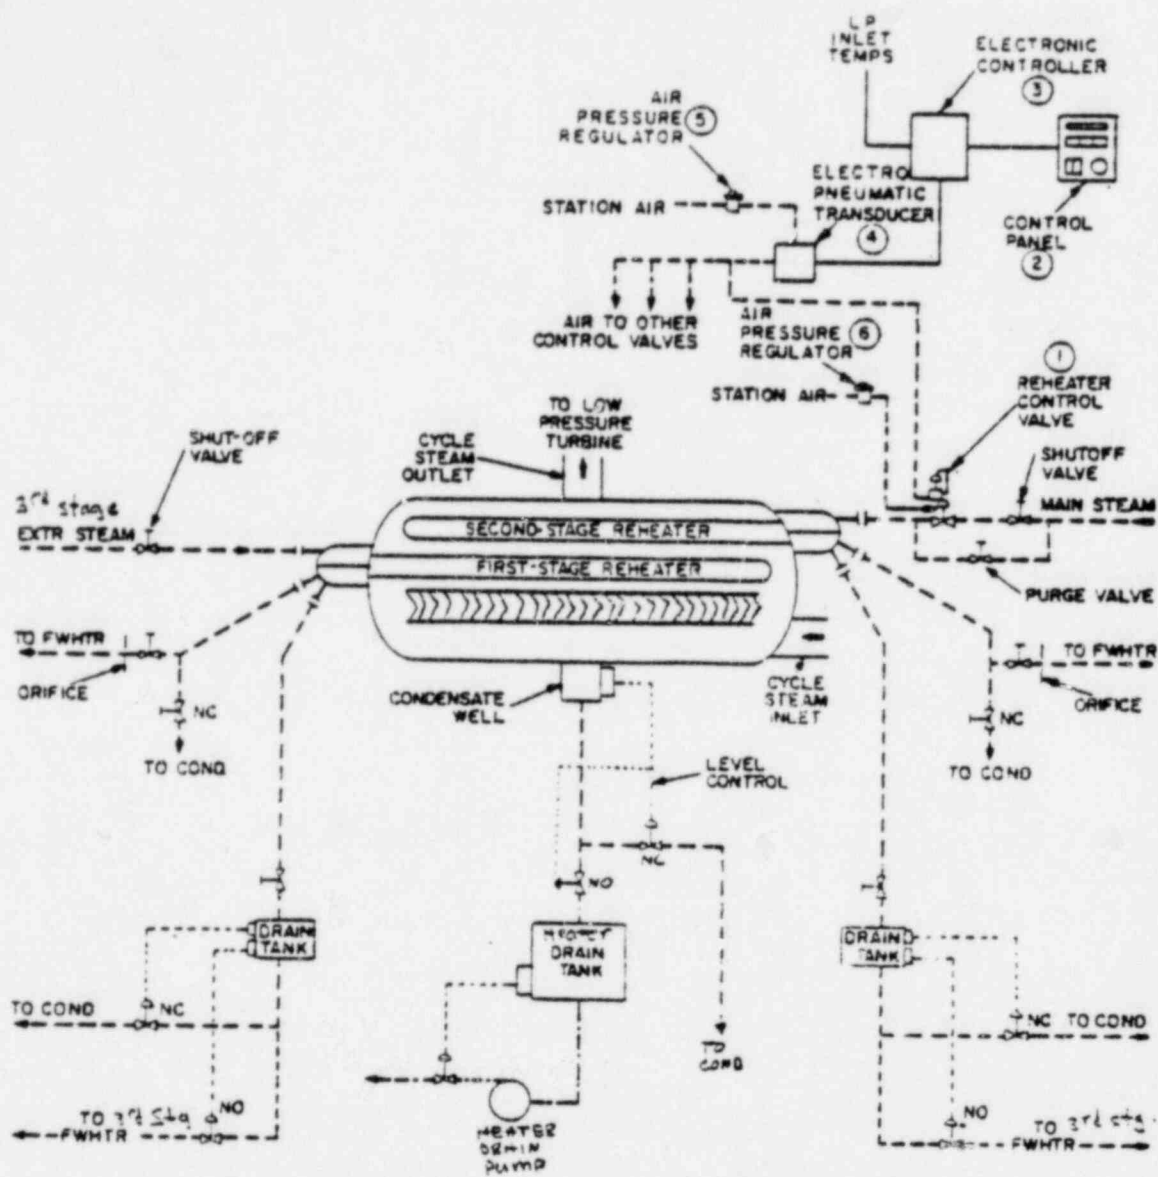 LP
INLET
TEMPS
ELECTRONIC
CONTROLLER
3
AIR
PRESSURE
REGULATOR
5
STATION AIR
ELECTRO
PNEUMATIC
TRANSDUCER
4
CONTROL
PANEL
2
AIR TO OTHER
CONTROL VALVES
AIR
PRESSURE
REGULATOR
6
STATION AIR
1
REHEATER
CONTROL
VALVE
SHUT-OFF
VALVE
CYCLE
STEAM
OUTLET
TO LOW
PRESSURE
TURBINE
SHUTOFF
VALVE
3rd stage
EXTR STEAM
MAIN STEAM
SECOND-STAGE REHEATER
FIRST-STAGE REHEATER
PURGE VALVE
TO FWHTR
T
ORIFICE
NC
TO COND
CONDENSATE
WELL
CYCLE
STEAM
INLET
T
TO FWHTR
ORIFICE
NC
TO COND
LEVEL
CONTROL
NC
NO
DRAIN
TANK
DRAIN
TANK
DRAIN
TANK
TO COND
NC
TO
COND
NC TO COND
TO 3rd Stg
FWHTR
NO
HEATER
DRAIN
Pump
NO
TO 3rd stg.
FWHTR